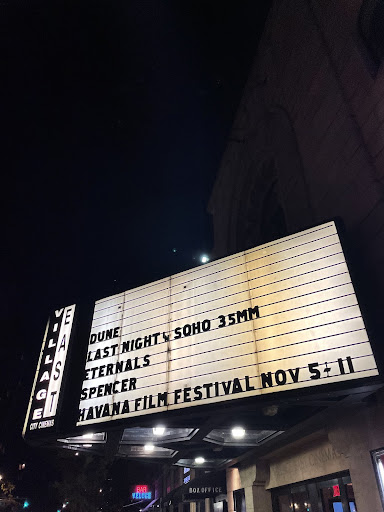 VILLAGE
EAST
CITY CINEMAS
DUNE
LAST NIGHT IN SOHO 35MM
ETERNALS
SPENCER
HAVANA FILM FESTIVAL NOV 5-11
BAR
BOX OFFICE